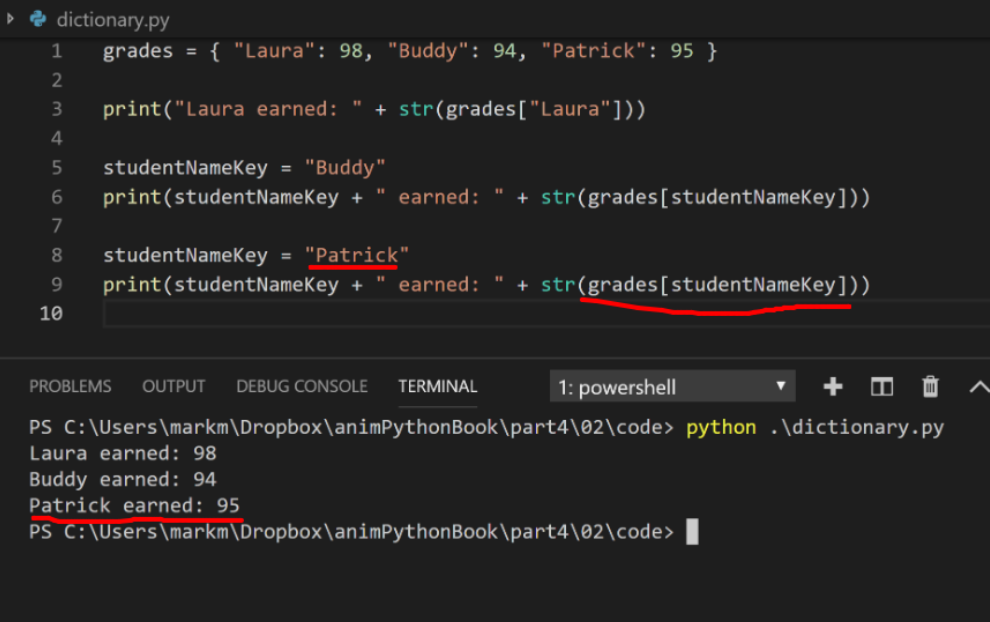 dictionary.py
1 grades = { "Laura": 98, "Buddy": 94, "Patrick": 95 }
2
3 print("Laura earned: " + str(grades["Laura"]))
4
5 studentNameKey = "Buddy"
6 print(studentNameKey + " earned: " + str(grades[studentNameKey]))
7
8 studentNameKey = "Patrick"
9 print(studentNameKey + " earned: " + str(grades[studentNameKey]))
10
PROBLEMS OUTPUT DEBUG CONSOLE TERMINAL 1: powershell
PS C:\Users\markm\Dropbox\animPythonBook\part4\02\code> python .\dictionary.py
Laura earned: 98
Buddy earned: 94
Patrick earned: 95
PS C:\Users\markm\Dropbox\animPythonBook\part4\02\code>